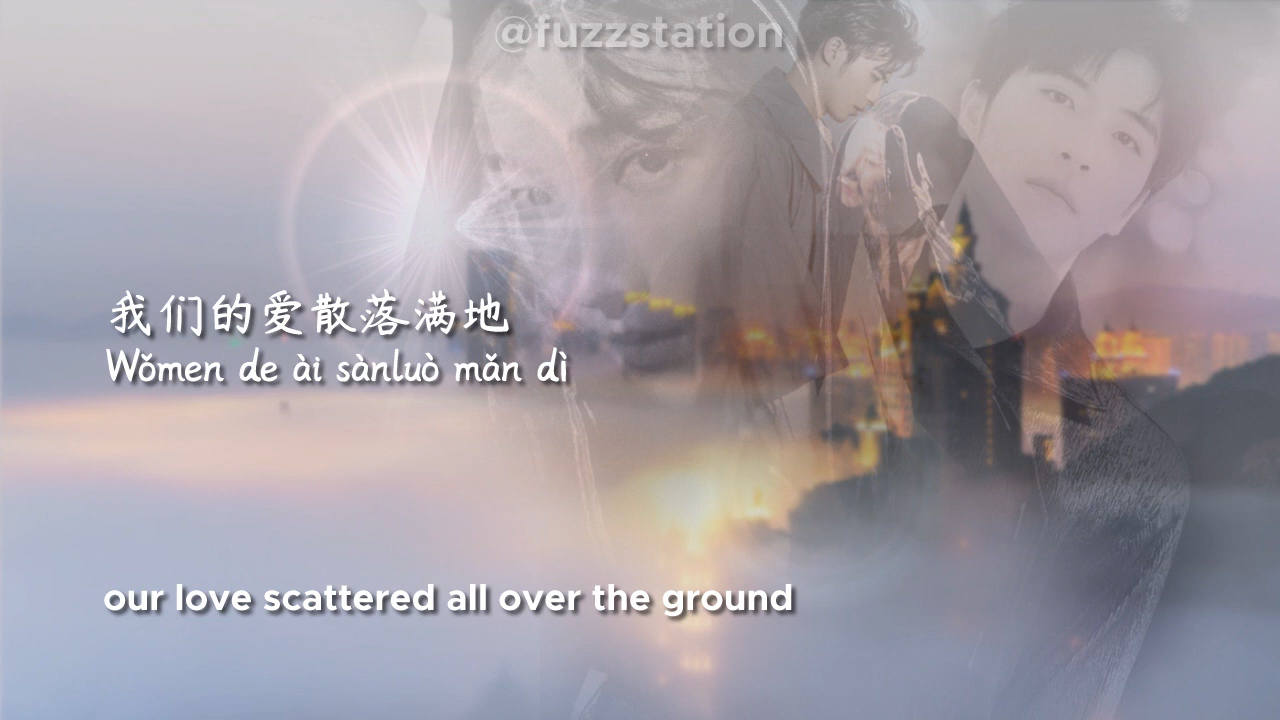 @fuzzstation
我们的爱散落满地
Wǒmen de ài sànluò mǎn dì
our love scattered all over the ground